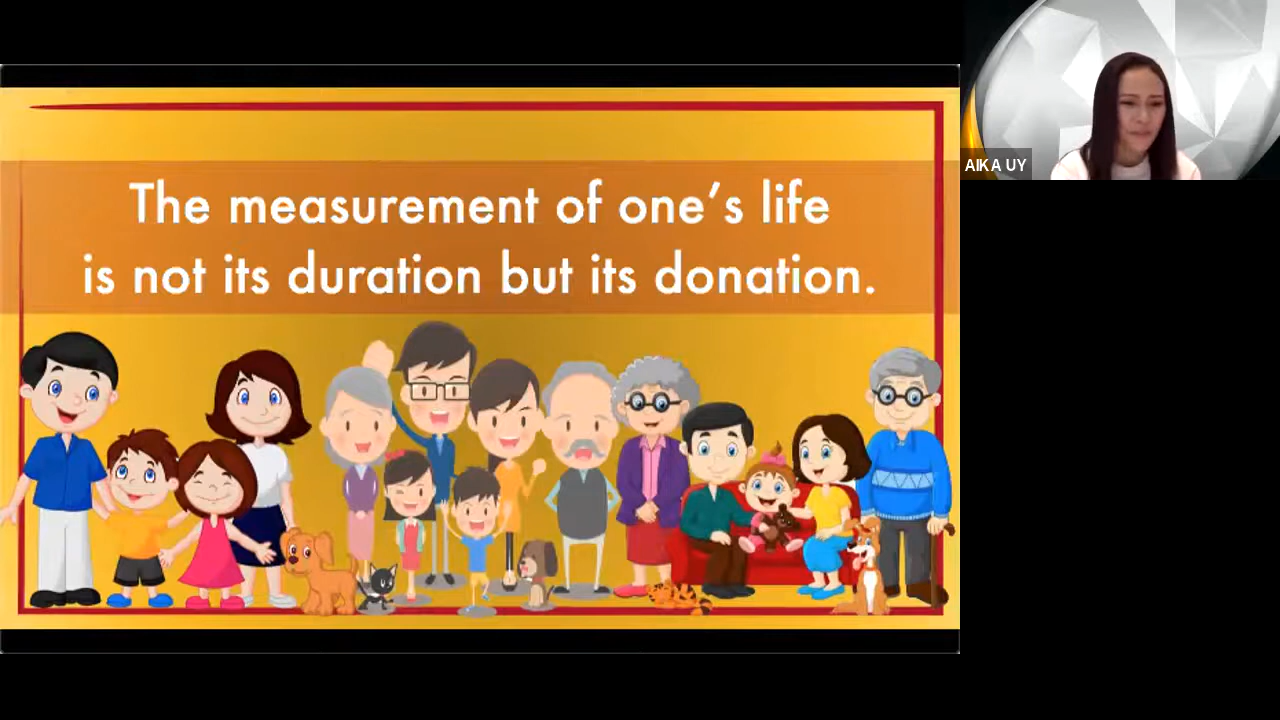 The measurement of one’s life
is not its duration but its donation.
AIKA UY